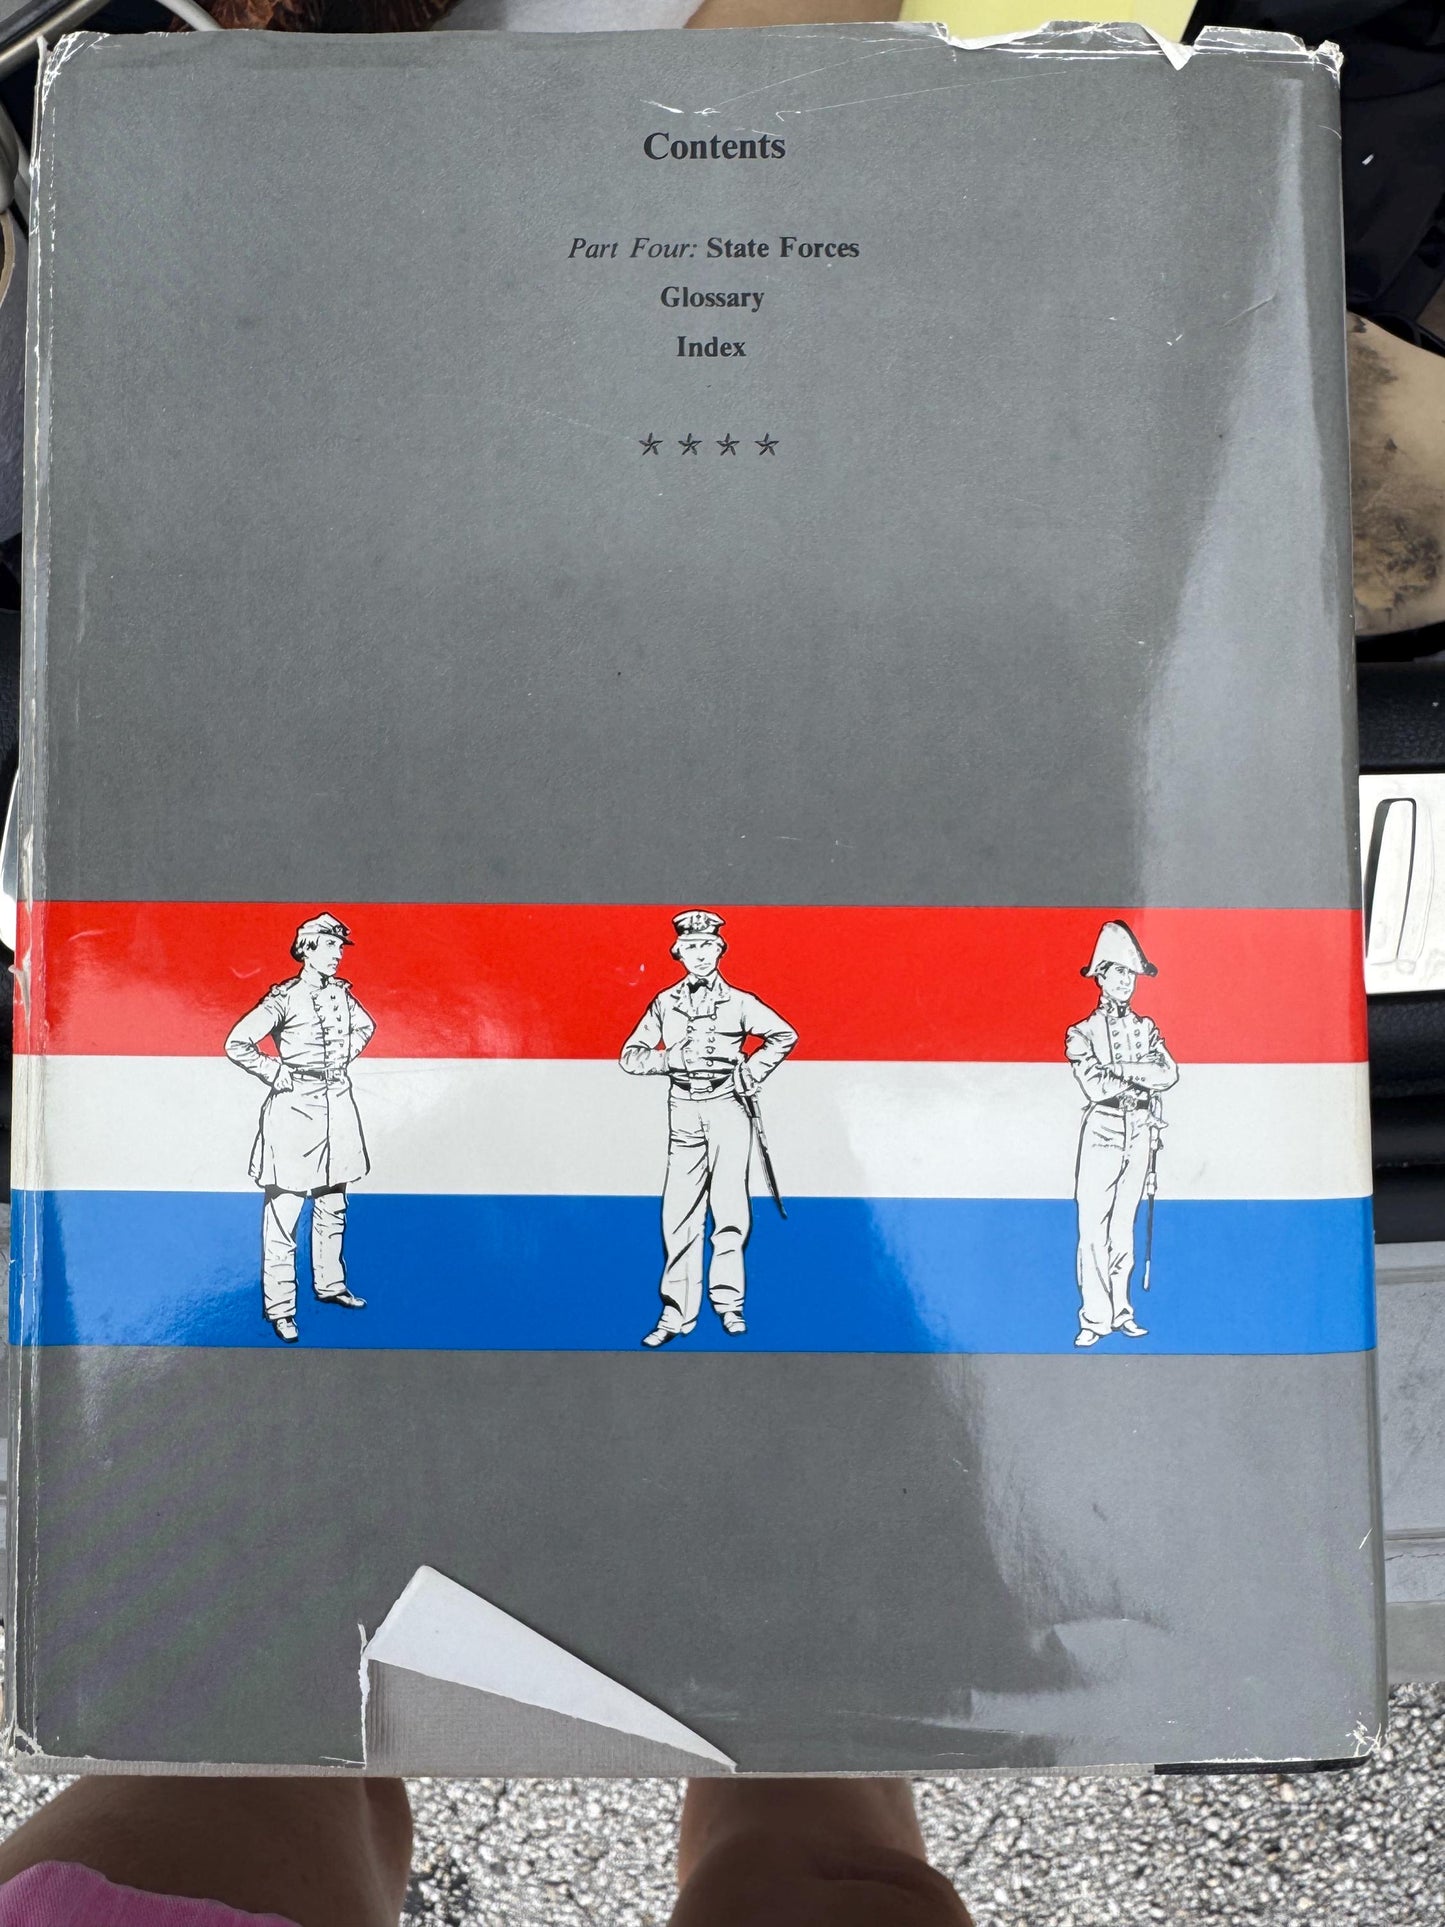 Contents
Part Four: State Forces
Glossary
Index